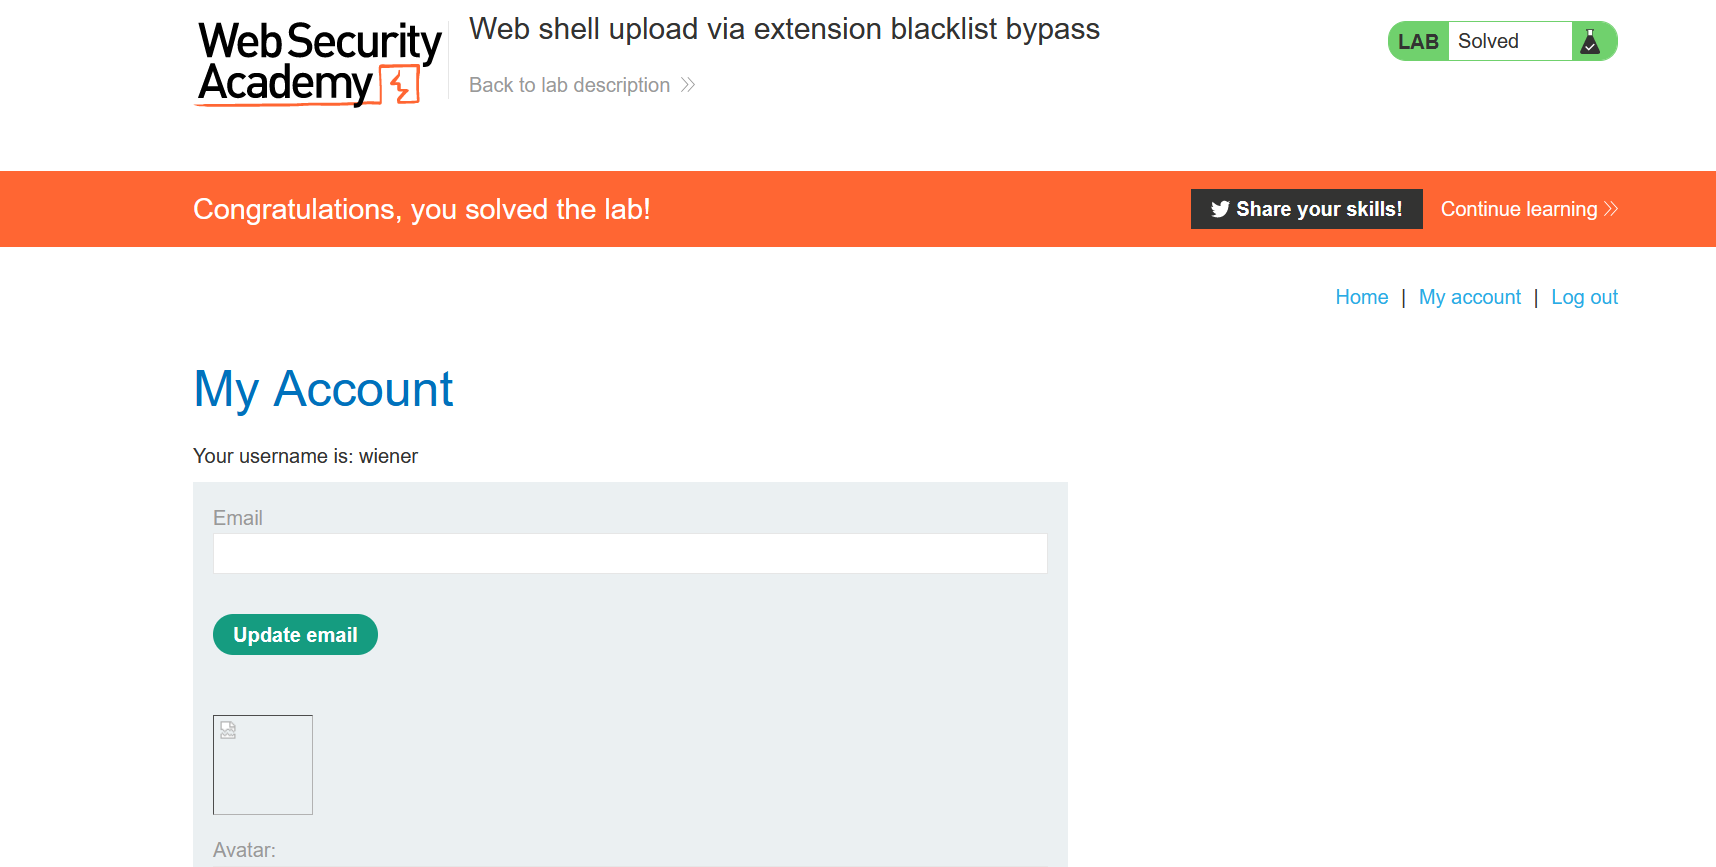 Web Security
Academy
Web shell upload via extension blacklist bypass
Back to lab description
LAB Solved
Congratulations, you solved the lab!
Share your skills! Continue learning
Home | My account | Log out
My Account
Your username is: wiener
Email
Update email
Avatar: